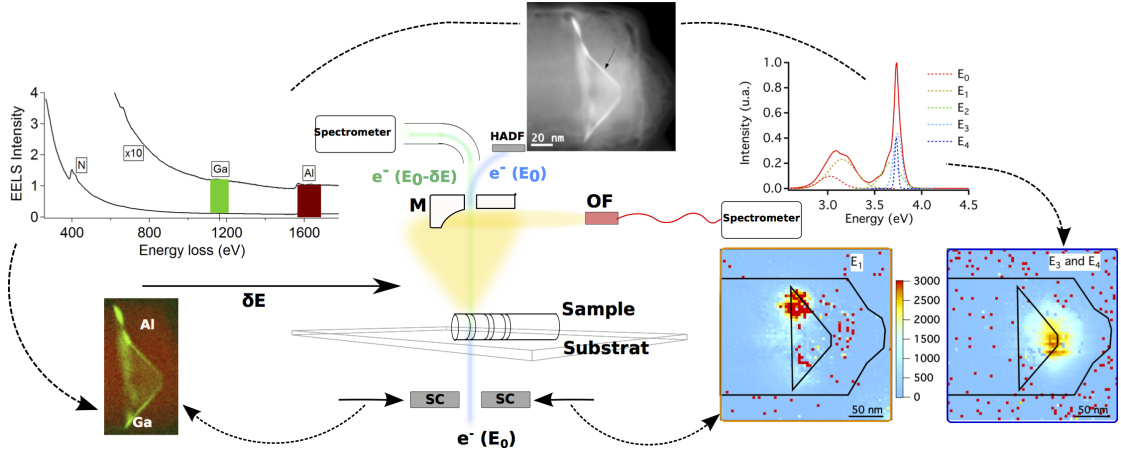 20 nm
EELS Intensity
4
3
2
1
0
N
x10
Ga
Al
400
800
1200
1600
Energy loss (eV)
Spectrometer
HADF
e⁻ (E₀-δE)
e⁻ (E₀)
M
OF
Spectrometer
Intensity (u.a.)
1.0
0.8
0.6
0.4
0.2
0.0
3.0
3.5
4.0
4.5
Energy (eV)
E₀
E₁
E₂
E₃
E₄
δE
Sample
Substrat
SC
SC
e⁻ (E₀)
Al
Ga
E₁
50 nm
3000
2500
2000
1500
1000
500
0
E₃ and E₄
50 nm